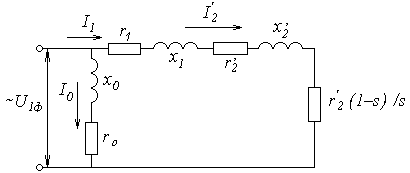 I1
r1
I'2
x'2
x1
r'2
x0
I0
~U1ф
r0
r'2 (1–s) /s